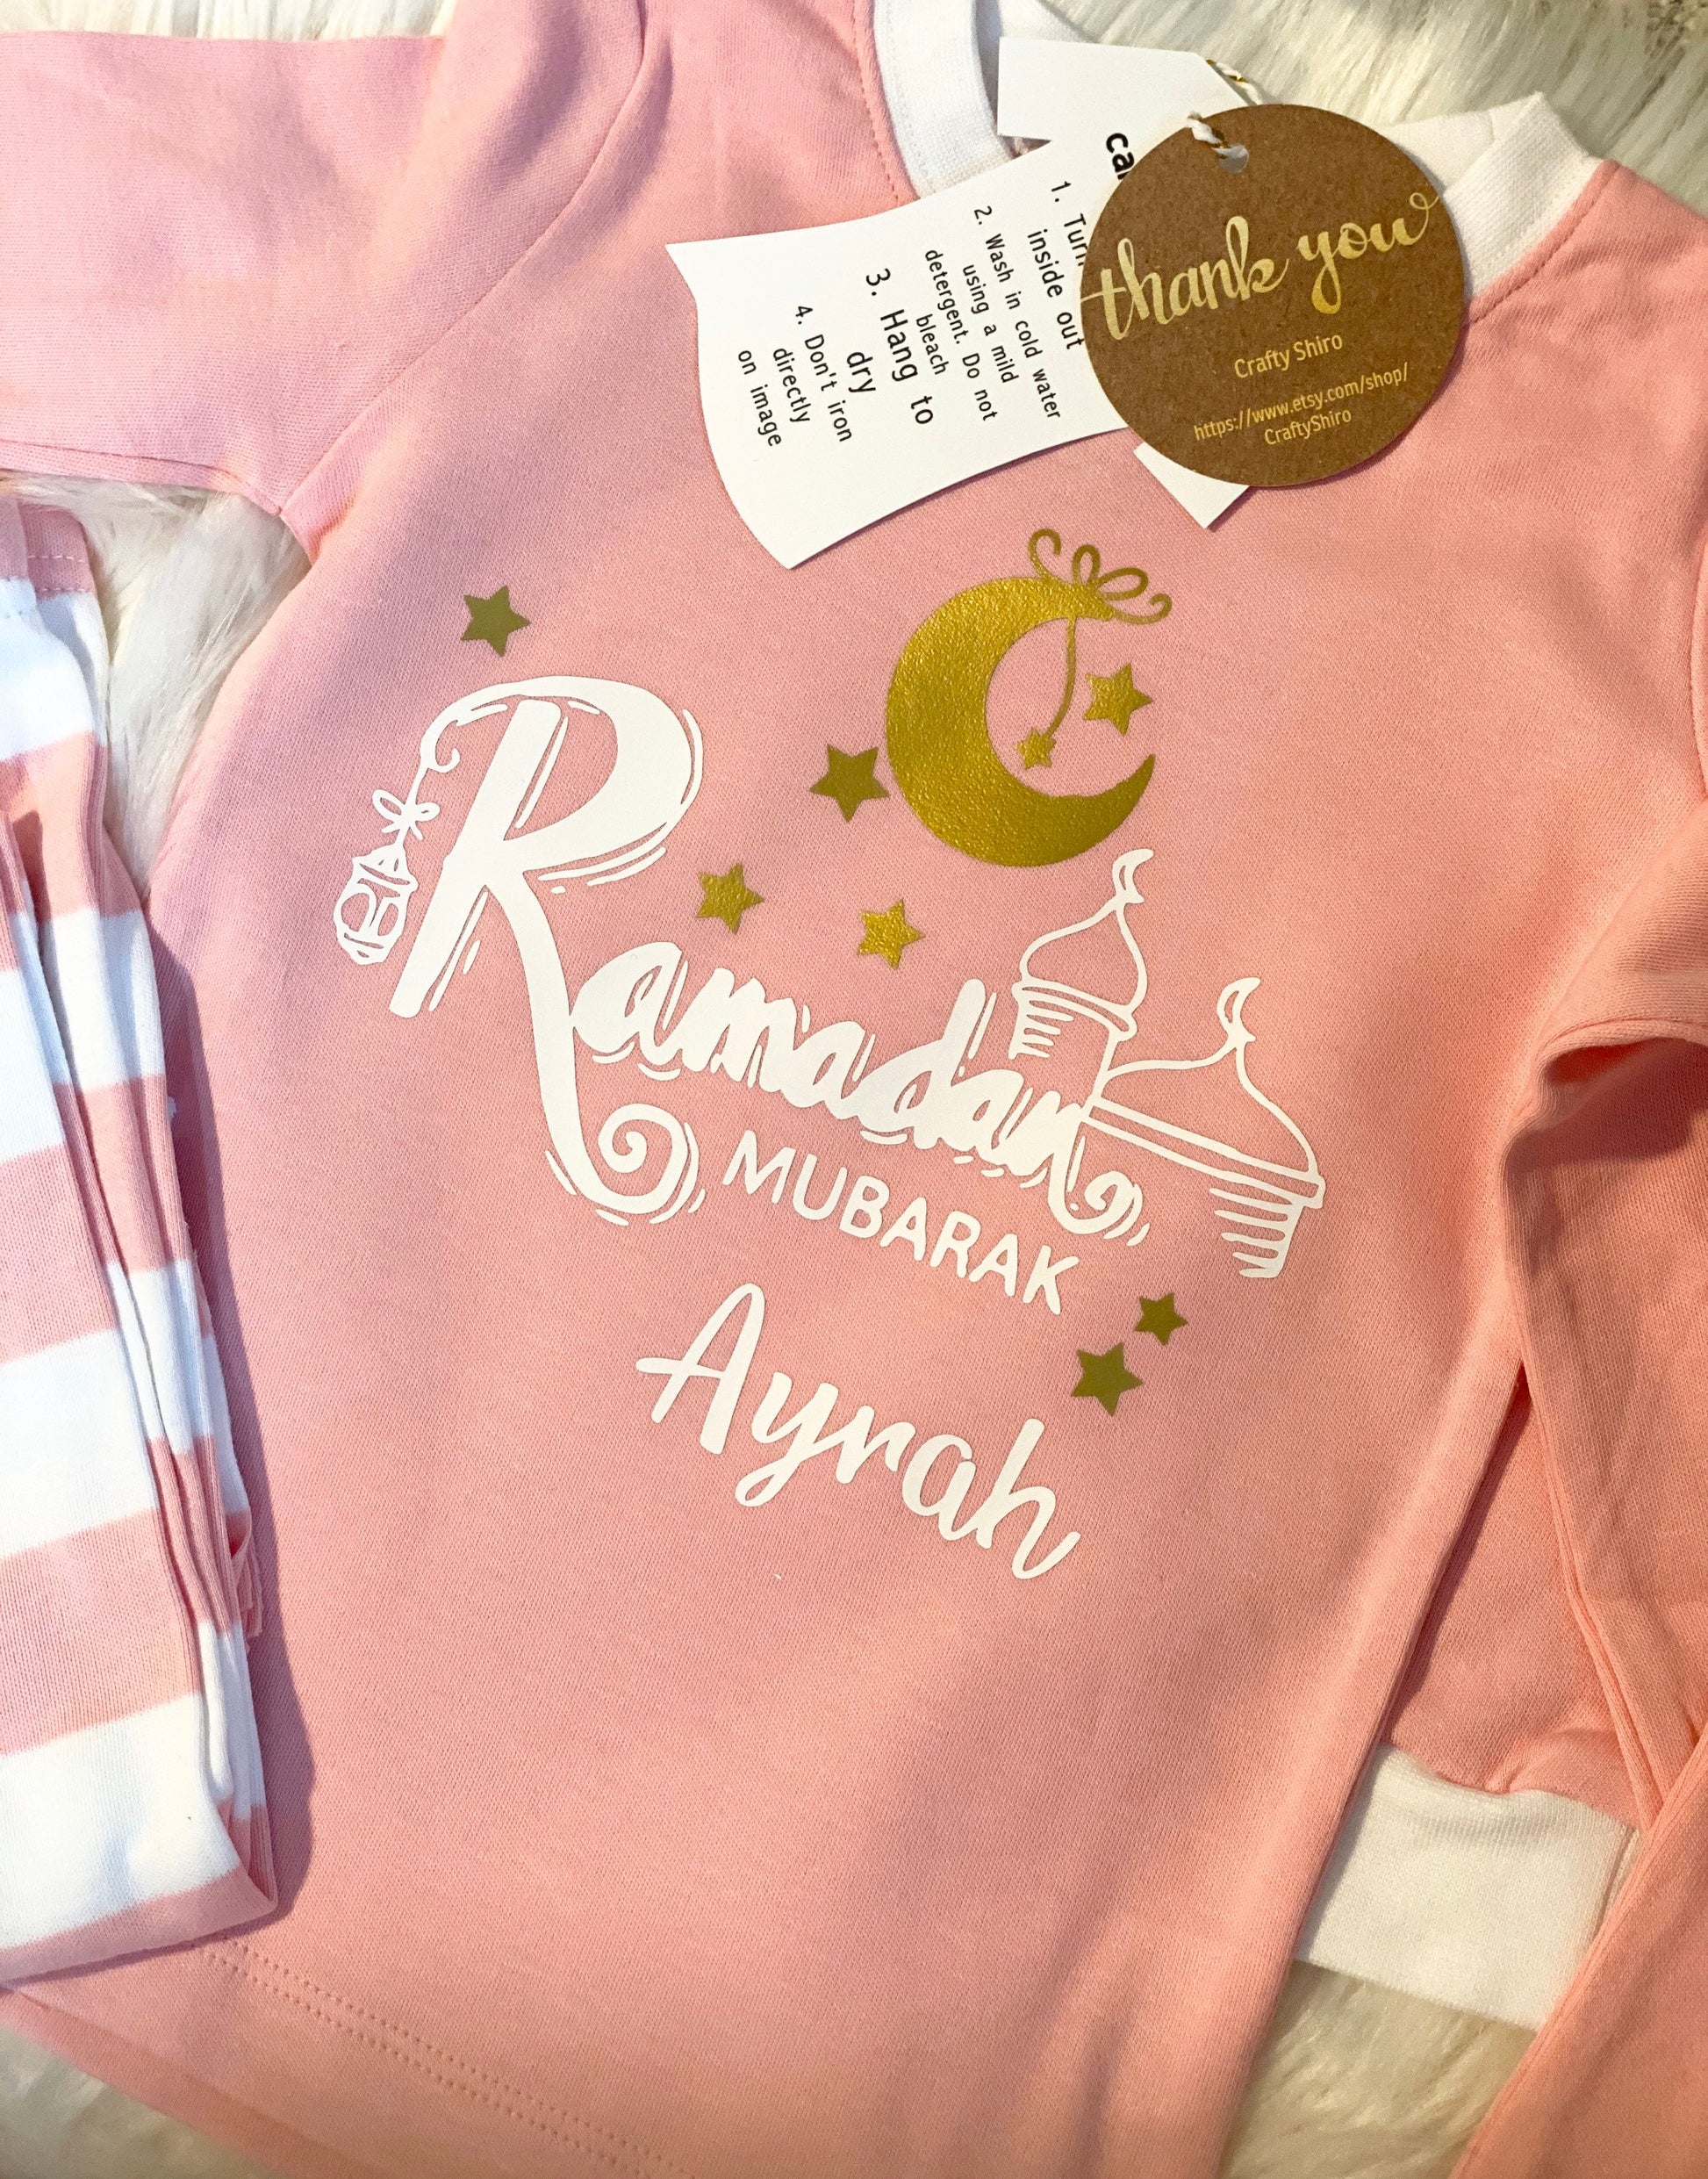 1. Turn
inside out
2. Wash in cold water
using a mild
detergent. Do not
bleach
3. Hang to
dry
4. Don't iron
directly
on image
thank you
Crafty Shiro
https://www.etsy.com/shop/
CraftyShiro
Ramadan
MUBARAK
Ayrah